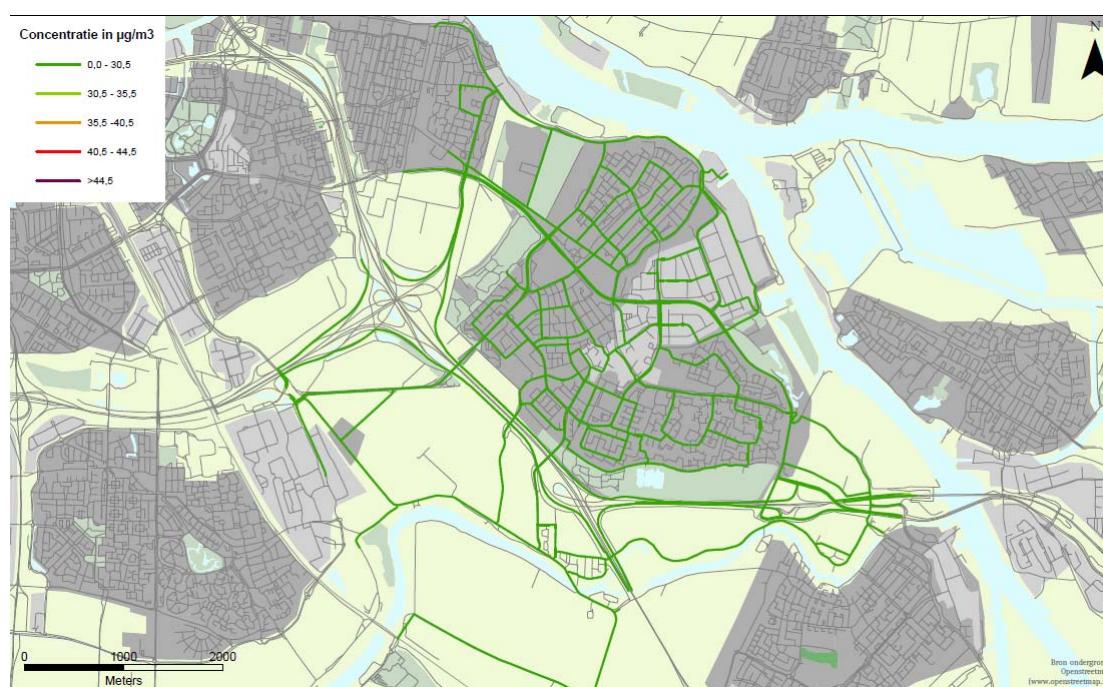 Concentratie in µg/m3
0,0 - 30,5
30,5 - 35,5
35,5 -40,5
40,5 - 44,5
>44,5
N
0 1000 2000
Meters
Bron ondergron
Openstreetm
(www.openstreetmap.